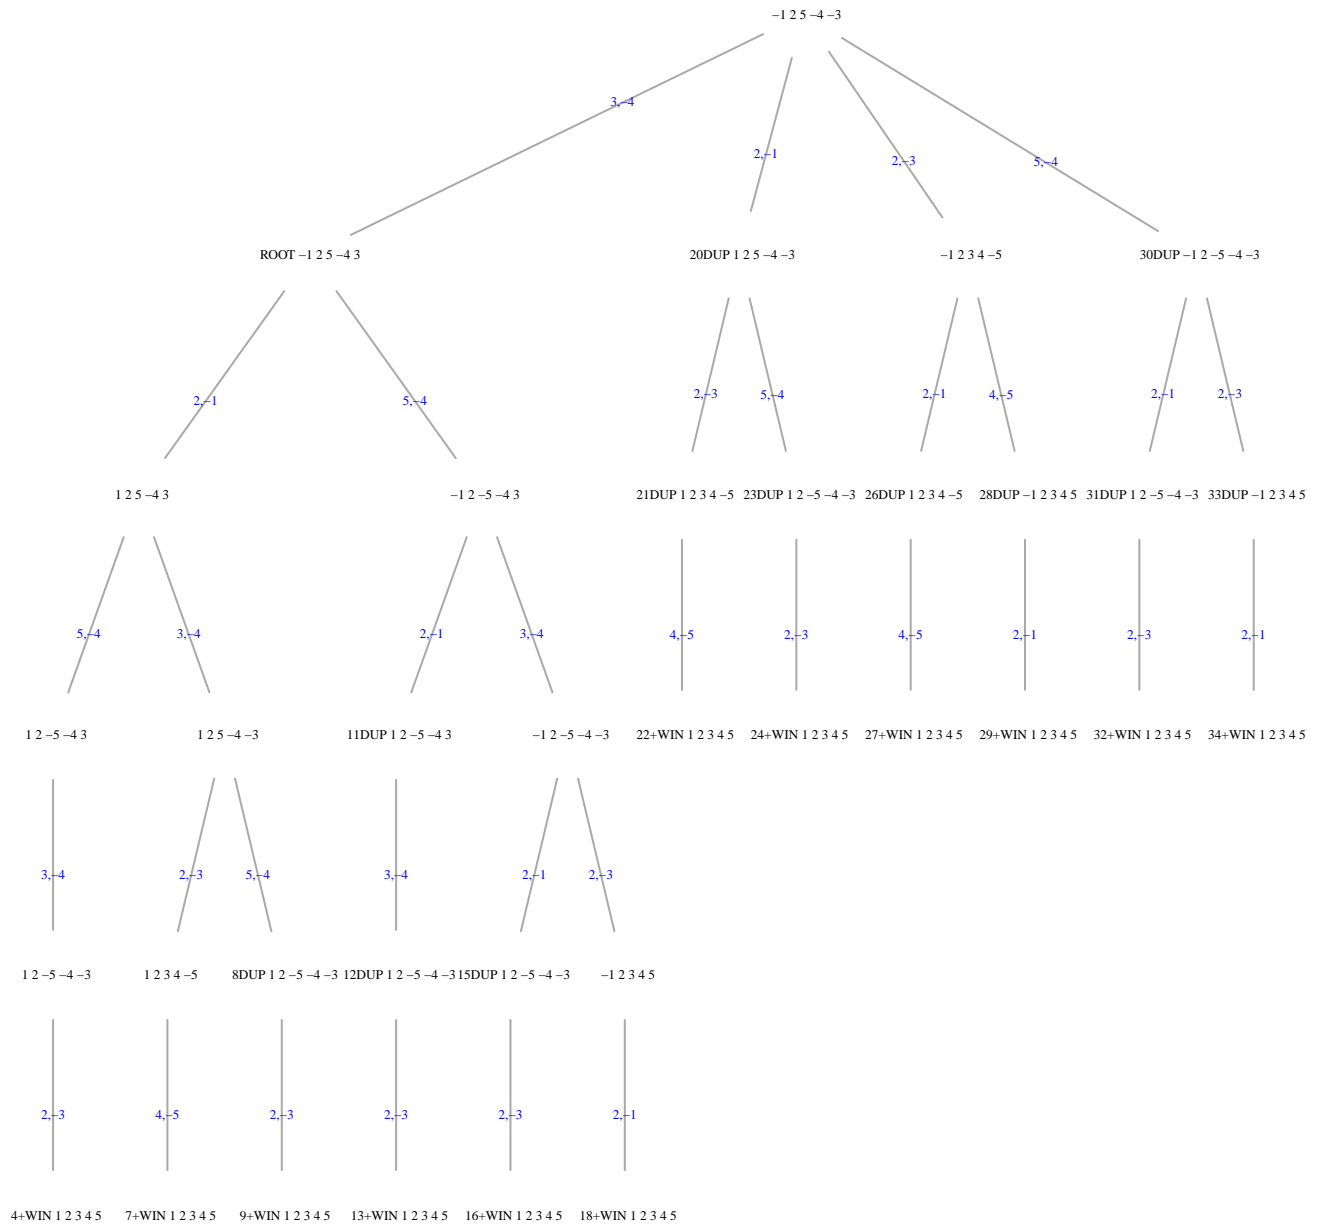 −1 2 5 −4 −3
3,−4
2,−1
2,−3
5,−4
ROOT −1 2 5 −4 3
20DUP 1 2 5 −4 −3
−1 2 3 4 −5
30DUP −1 2 −5 −4 −3
2,−1
5,−4
2,−3
5,−4
2,−1
4,−5
2,−1
2,−3
1 2 5 −4 3
−1 2 −5 −4 3
21DUP 1 2 3 4 −5
23DUP 1 2 −5 −4 −3
26DUP 1 2 3 4 −5
28DUP −1 2 3 4 5
31DUP 1 2 −5 −4 −3
33DUP −1 2 3 4 5
5,−4
3,−4
2,−1
3,−4
4,−5
2,−3
4,−5
2,−1
2,−3
2,−1
1 2 −5 −4 3
1 2 5 −4 −3
11DUP 1 2 −5 −4 3
−1 2 −5 −4 −3
22+WIN 1 2 3 4 5
24+WIN 1 2 3 4 5
27+WIN 1 2 3 4 5
29+WIN 1 2 3 4 5
32+WIN 1 2 3 4 5
34+WIN 1 2 3 4 5
3,−4
2,−3
5,−4
3,−4
2,−1
2,−3
1 2 −5 −4 −3
1 2 3 4 −5
8DUP 1 2 −5 −4 −3
12DUP 1 2 −5 −4 −3
15DUP 1 2 −5 −4 −3
−1 2 3 4 5
2,−3
4,−5
2,−3
2,−3
2,−3
2,−1
4+WIN 1 2 3 4 5
7+WIN 1 2 3 4 5
9+WIN 1 2 3 4 5
13+WIN 1 2 3 4 5
16+WIN 1 2 3 4 5
18+WIN 1 2 3 4 5